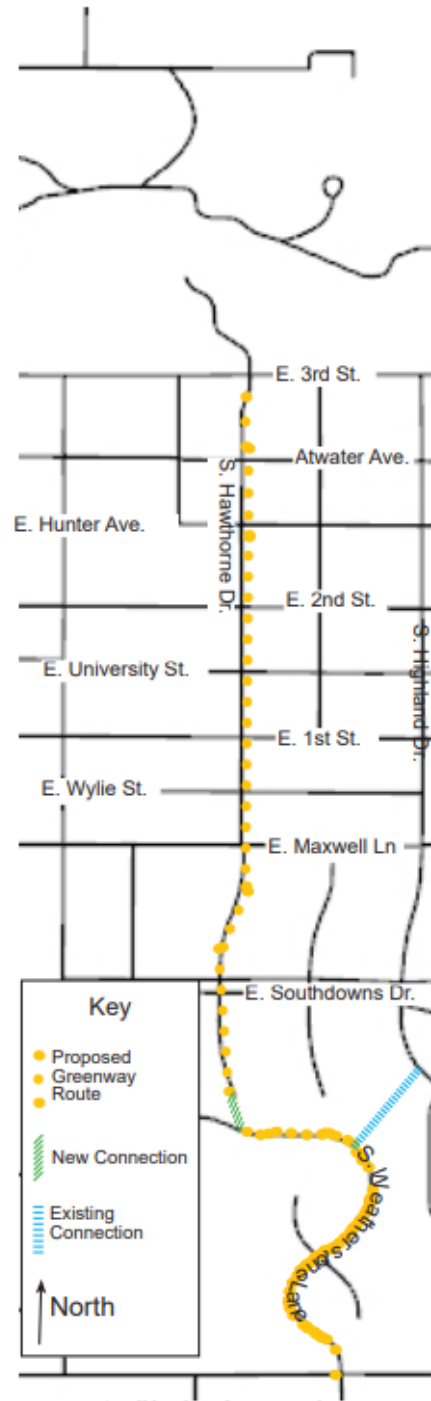 E. 3rd St.
Atwater Ave.
S. Hawthorne Dr.
E. Hunter Ave.
E. 2nd St.
S. Highland Dr.
E. University St.
E. 1st St.
E. Wylie St.
E. Maxwell Ln
E. Southdowns Dr.
Key
Proposed
Greenway
Route
New Connection
Existing
Connection
North
S. Weatherstone Lane